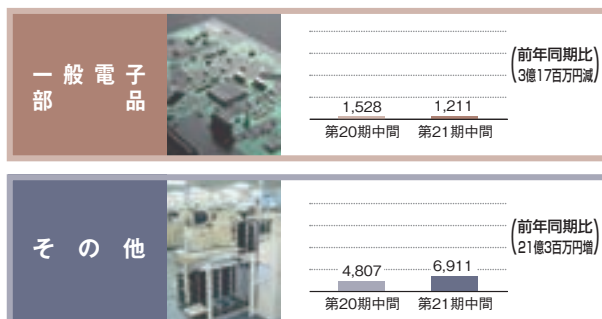 一般電子
部品
1,528
1,211
第20期中間
第21期中間
(前年同期比
3億17百万円減)
その他
4,807
6,911
第20期中間
第21期中間
(前年同期比
21億3百万円増)